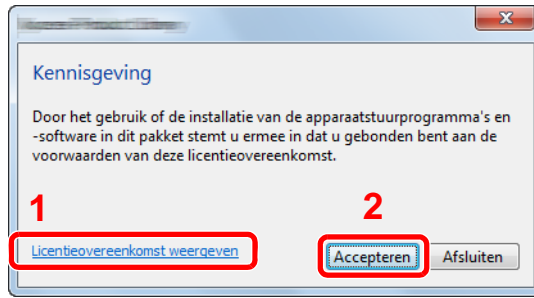 Kennisgeving
Door het gebruik of de installatie van de apparaatstuurprogramma's en
-software in dit pakket stemt u ermee in dat u gebonden bent aan de
voorwaarden van deze licentieovereenkomst.
1
2
Licentieovereenkomst weergeven
Accepteren
Afsluiten